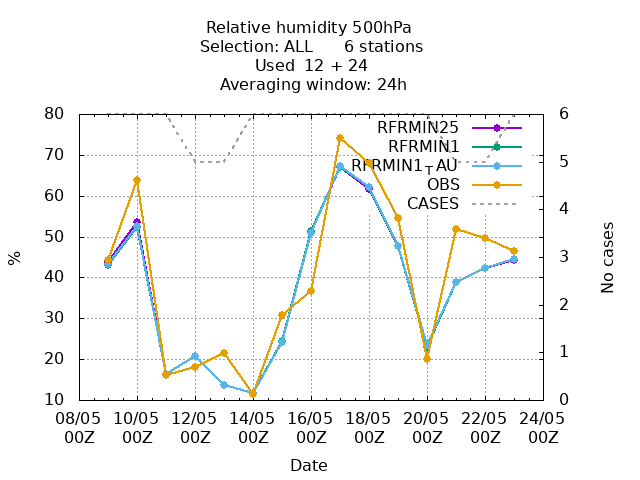 Relative humidity 500hPa
Selection: ALL      6 stations
Used  12 + 24
Averaging window: 24h
80
70
60
50
40
30
20
10
%
6
5
4
3
2
1
0
No cases
RFRMIN25
RFRMIN1
RFRMIN1_AU
OBS
CASES
08/05 10/05 12/05 14/05 16/05 18/05 20/05 22/05 24/05
00Z 00Z 00Z 00Z 00Z 00Z 00Z 00Z 00Z
Date